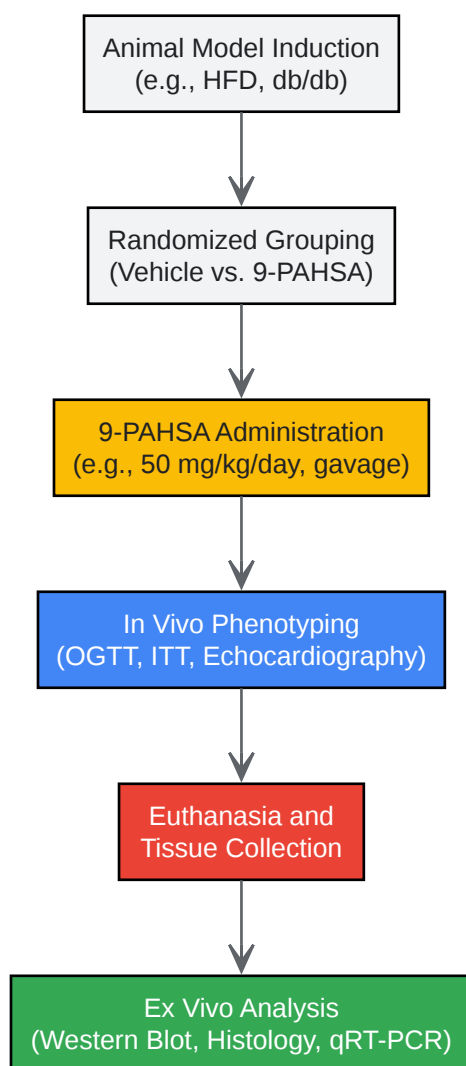 Animal Model Induction
(e.g., HFD, db/db)
Randomized Grouping
(Vehicle vs. 9-PAHSA)
9-PAHSA Administration
(e.g., 50 mg/kg/day, gavage)
In Vivo Phenotyping
(OGTT, ITT, Echocardiography)
Euthanasia and
Tissue Collection
Ex Vivo Analysis
(Western Blot, Histology, qRT-PCR)